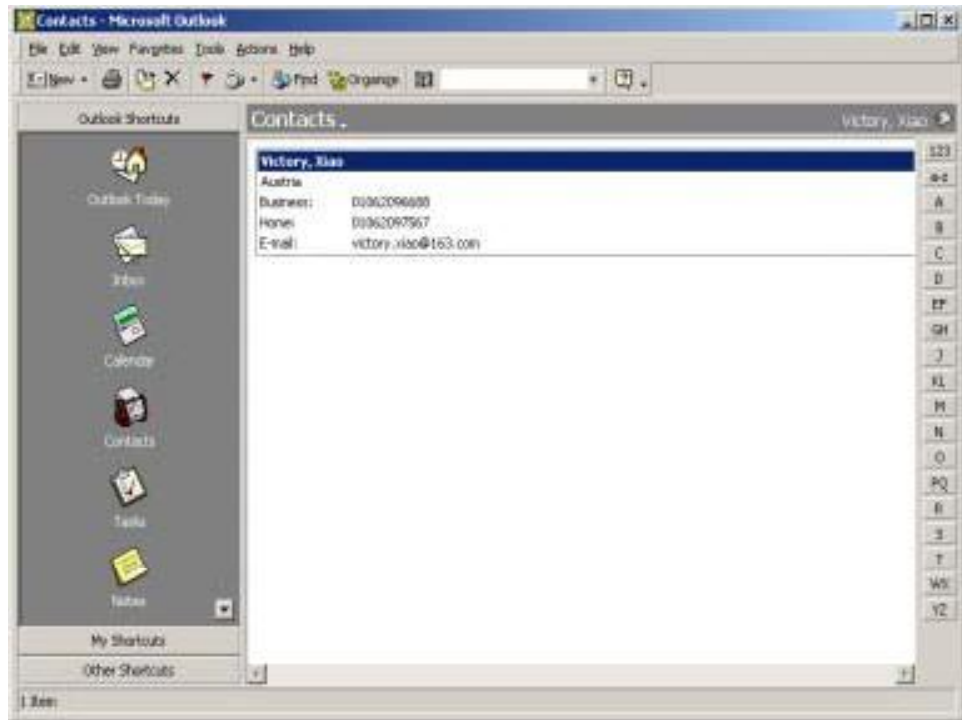 Contacts - Microsoft Outlook
File Edit View Favorites Tools Actions Help
New Find Organize
Outlook Shortcuts
Contacts .
Victory, Xiao
Outlook Today
Inbox
Calendar
Contacts
Tasks
Notes
My Shortcuts
Other Shortcuts
Victory, Xiao
Austria
Business: 01062096688
Home: 01062097567
E-mail: victory.xiao@163.com
123
a-z
A
B
C
D
EF
GH
J
KL
M
N
O
PQ
R
S
T
WX
YZ
1 Item